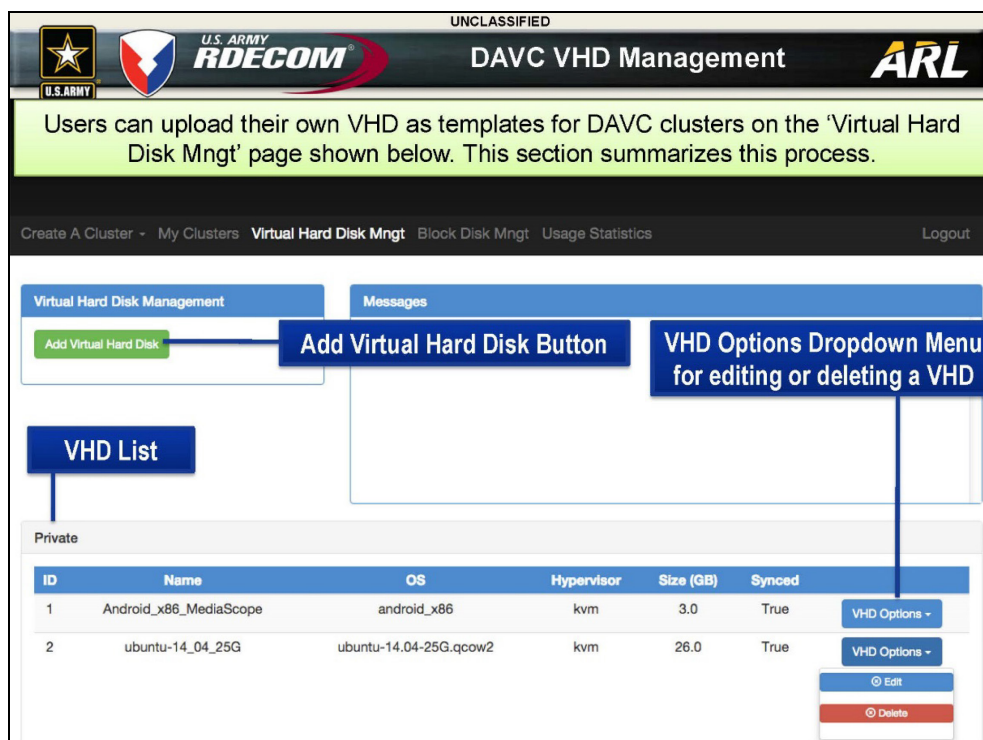 UNCLASSIFIED
U.S. ARMY
RDECOM®
DAVC VHD Management
ARL
U.S.ARMY
Users can upload their own VHD as templates for DAVC clusters on the ‘Virtual Hard
Disk Mngt’ page shown below. This section summarizes this process.
Create A Cluster My Clusters Virtual Hard Disk Mngt Block Disk Mngt Usage Statistics Logout
Virtual Hard Disk Management
Messages
Add Virtual Hard Disk
Add Virtual Hard Disk Button
VHD Options Dropdown Menu
for editing or deleting a VHD
VHD List
Private
ID Name OS Hypervisor Size (GB) Synced
1 Android_x86_MediaScope android_x86 kvm 3.0 True VHD Options
2 ubuntu-14_04_25G ubuntu-14.04-25G.qcow2 kvm 26.0 True VHD Options
Edit
Delete